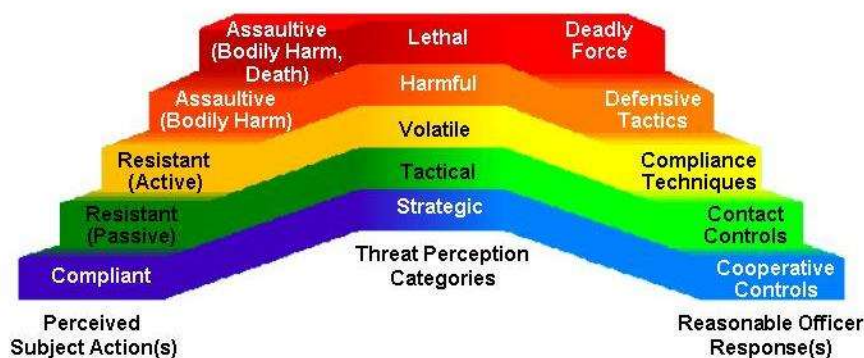 Assaultive
(Bodily Harm,
Death)
Lethal
Deadly
Force
Assaultive
(Bodily Harm)
Harmful
Defensive
Tactics
Resistant
(Active)
Volatile
Compliance
Techniques
Resistant
(Passive)
Tactical
Contact
Controls
Compliant
Strategic
Cooperative
Controls
Perceived
Subject Action(s)
Threat Perception
Categories
Reasonable Officer
Response(s)